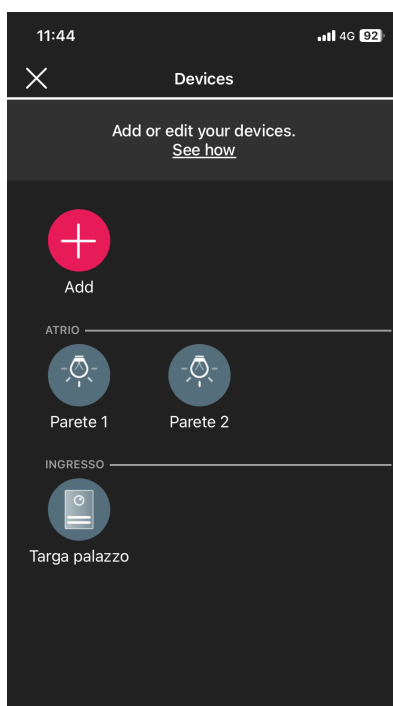 11:44
4G 92
Devices
Add or edit your devices.
See how
Add
ATRIO
Parete 1 Parete 2
INGRESSO
Targa palazzo